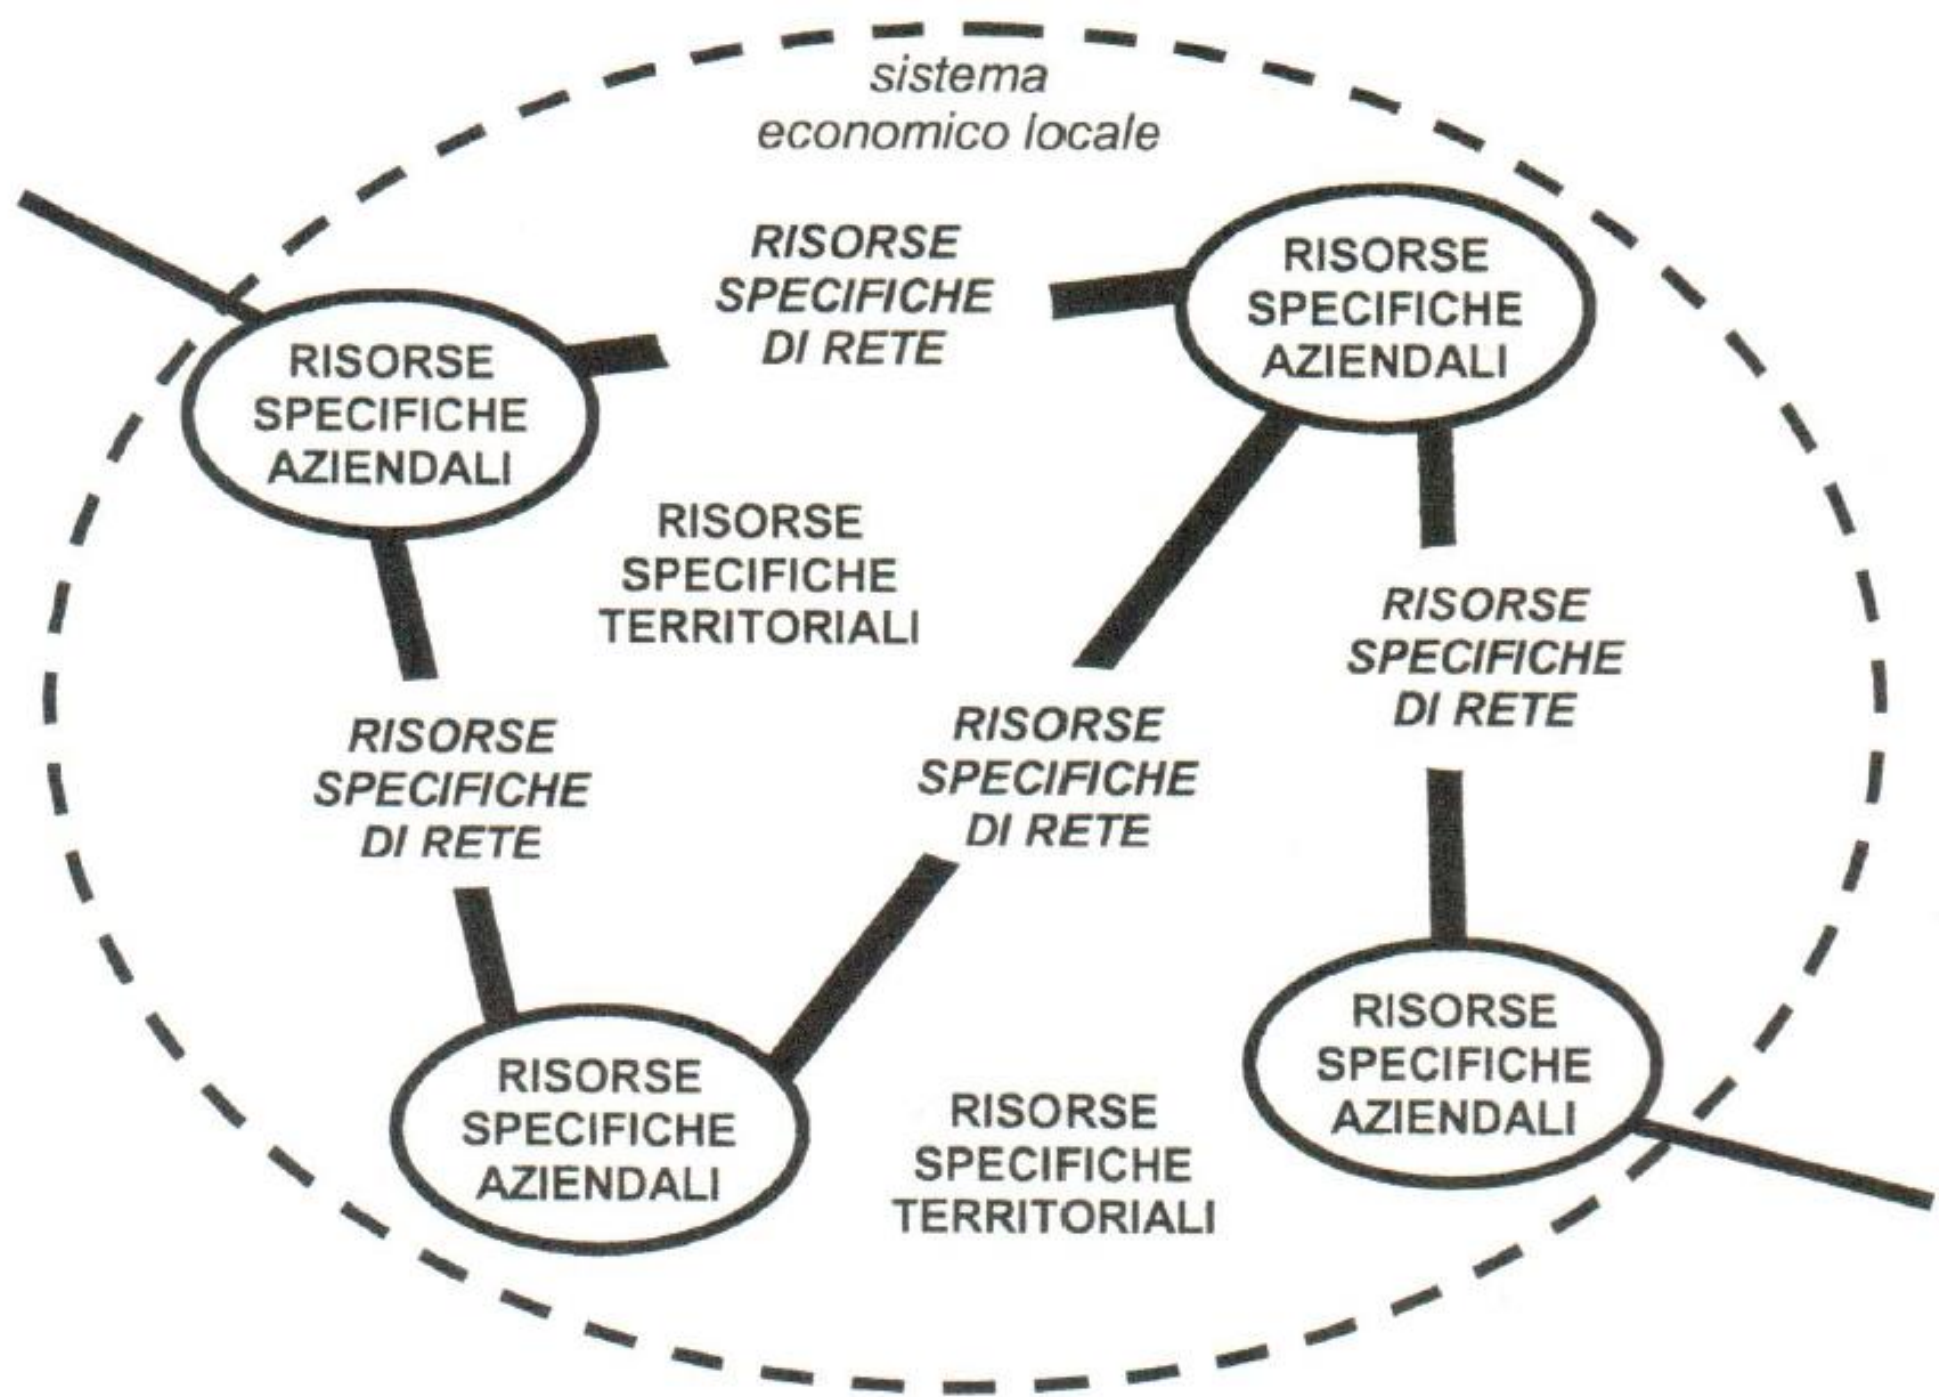 sistema
economico locale
RISORSE
SPECIFICHE
DI RETE
RISORSE
SPECIFICHE
AZIENDALI
RISORSE
SPECIFICHE
AZIENDALI
RISORSE
SPECIFICHE
TERRITORIALI
RISORSE
SPECIFICHE
DI RETE
RISORSE
SPECIFICHE
DI RETE
RISORSE
SPECIFICHE
DI RETE
RISORSE
SPECIFICHE
AZIENDALI
RISORSE
SPECIFICHE
AZIENDALI
RISORSE
SPECIFICHE
TERRITORIALI